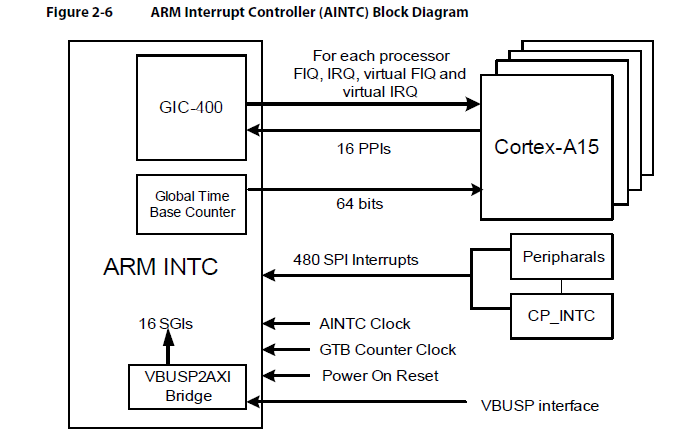 Figure 2-6 ARM Interrupt Controller (AINTC) Block Diagram
For each processor
FIQ, IRQ, virtual FIQ and
virtual IRQ
GIC-400
16 PPIs
Cortex-A15
Global Time
Base Counter
64 bits
ARM INTC
480 SPI Interrupts
Peripharals
CP_INTC
16 SGIs
AINTC Clock
GTB Counter Clock
Power On Reset
VBUSP2AXI
Bridge
VBUSP interface